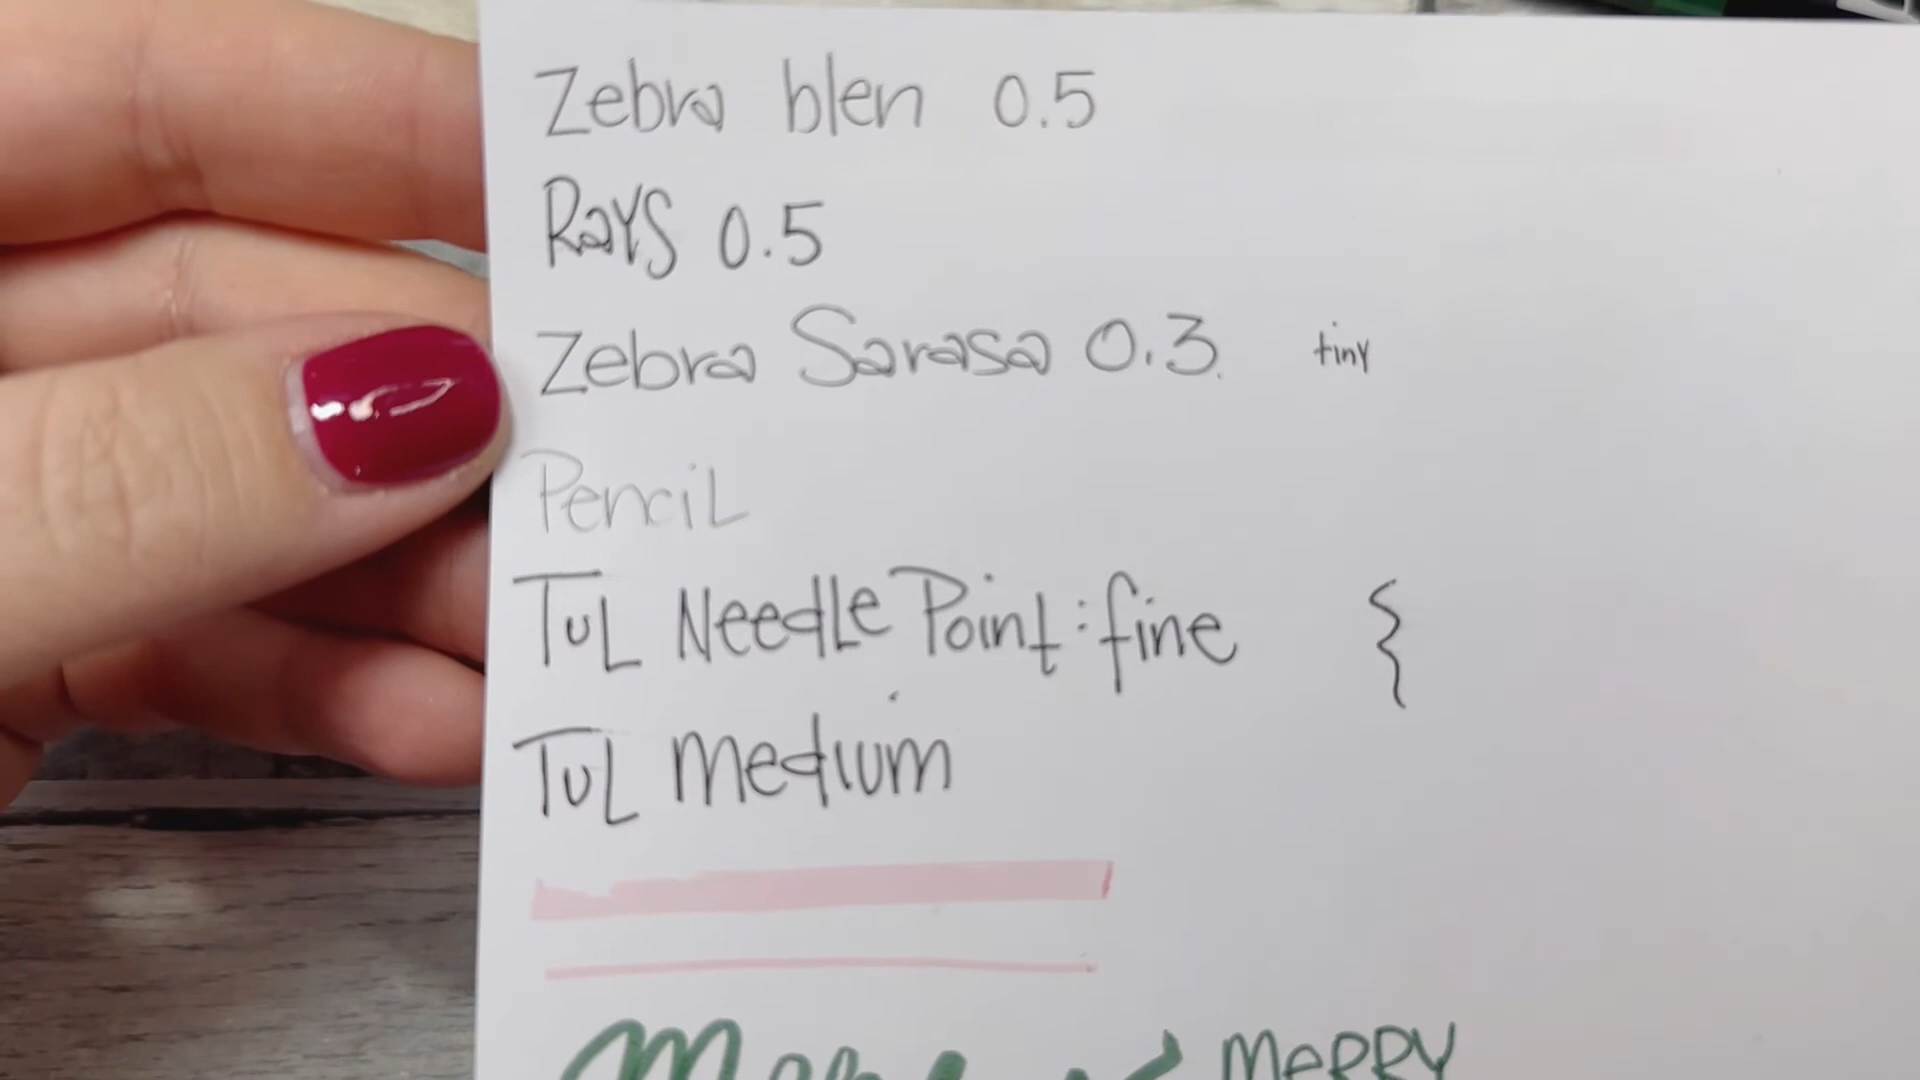 Zebra blen 0.5
RaYS 0.5
Zebra Sarasa 0.3 tiny
PenciL
TuL NeedLe Point: fine {
TuL medium
MeRRY